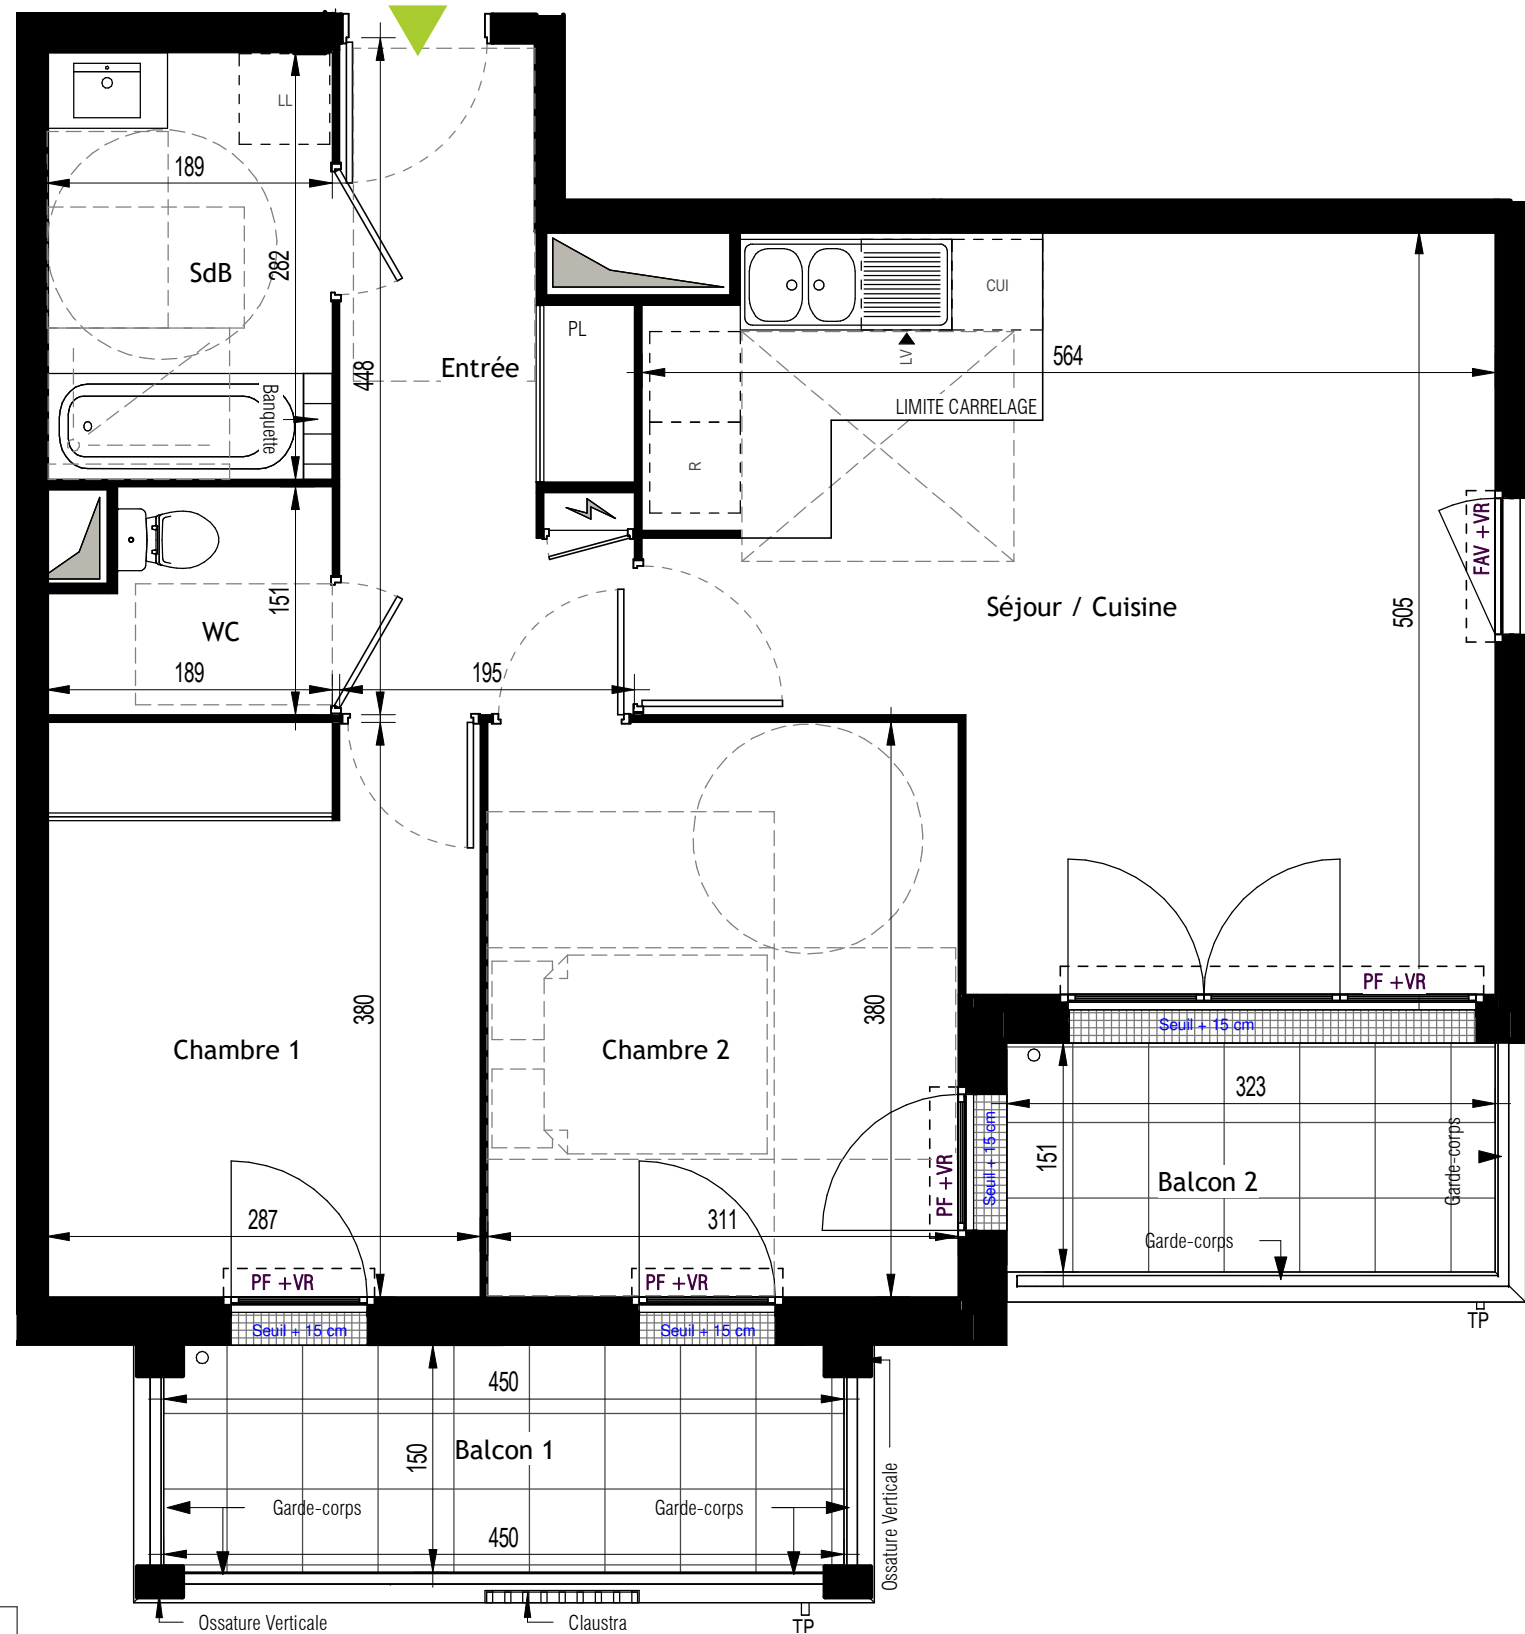 LL
189
SdB
282
448
Entrée
PL
CUI
LV
564
LIMITE CARRELAGE
Banquette
R
FAV +VR
505
Séjour / Cuisine
151
WC
189
195
380
380
Chambre 1
Chambre 2
PF +VR
Seuil + 15 cm
323
151
Balcon 2
Garde-corps
Garde-corps
PF +VR
Seuil + 15 cm
287
311
PF +VR
PF +VR
Seuil + 15 cm
Seuil + 15 cm
TP
450
150
Balcon 1
Garde-corps
Garde-corps
450
Ossature Verticale
Ossature Verticale
Claustra
TP